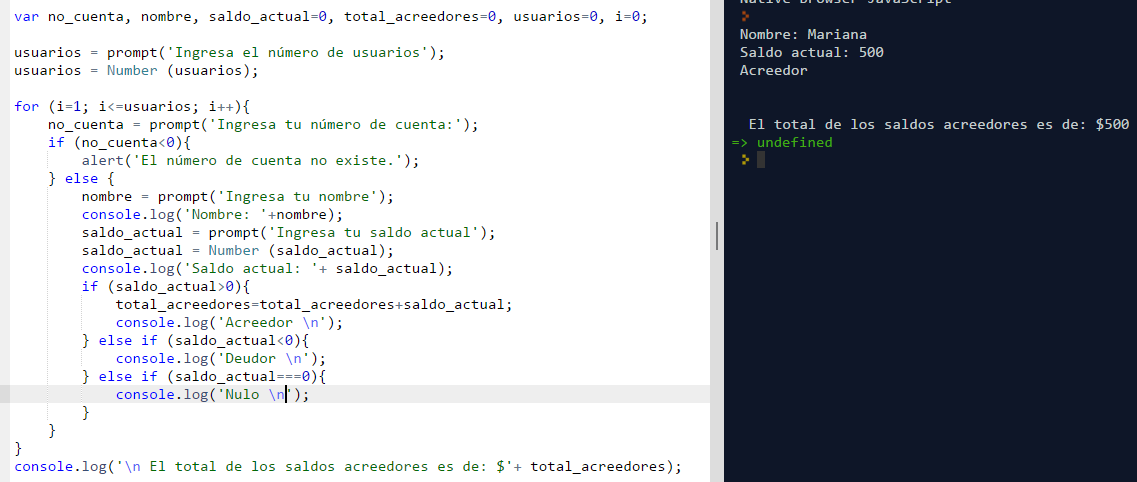 var no_cuenta, nombre, saldo_actual=0, total_acreedores=0, usuarios=0, i=0;
usuarios = prompt('Ingresa el número de usuarios');
usuarios = Number (usuarios);
for (i=1; i<=usuarios; i++){
no_cuenta = prompt('Ingresa tu número de cuenta:');
if (no_cuenta<0){
alert('El número de cuenta no existe.');
} else {
nombre = prompt('Ingresa tu nombre');
console.log('Nombre: '+nombre);
saldo_actual = prompt('Ingresa tu saldo actual');
saldo_actual = Number (saldo_actual);
console.log('Saldo actual: '+ saldo_actual);
if (saldo_actual>0){
total_acreedores=total_acreedores+saldo_actual;
console.log('Acreedor \n');
} else if (saldo_actual<0){
console.log('Deudor \n');
} else if (saldo_actual===0){
console.log('Nulo \n');
}
}
}
console.log('\n El total de los saldos acreedores es de: $'+ total_acreedores);
Native Browser JavaScript
Nombre: Mariana
Saldo actual: 500
Acreedor
El total de los saldos acreedores es de: $500
=> undefined